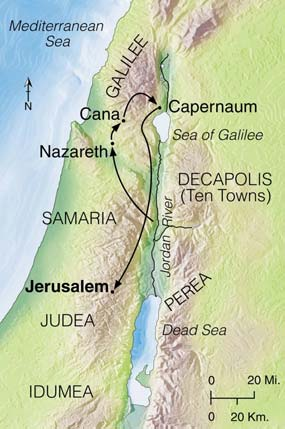 Mediterranean
Sea
GALILEE
N
Cana
Capernaum
Sea of Galilee
Nazareth
DECAPOLIS
(Ten Towns)
SAMARIA
Jordan River
Jerusalem
PEREA
JUDEA
Dead Sea
IDUMEA
0 20 Mi.
0 20 Km.